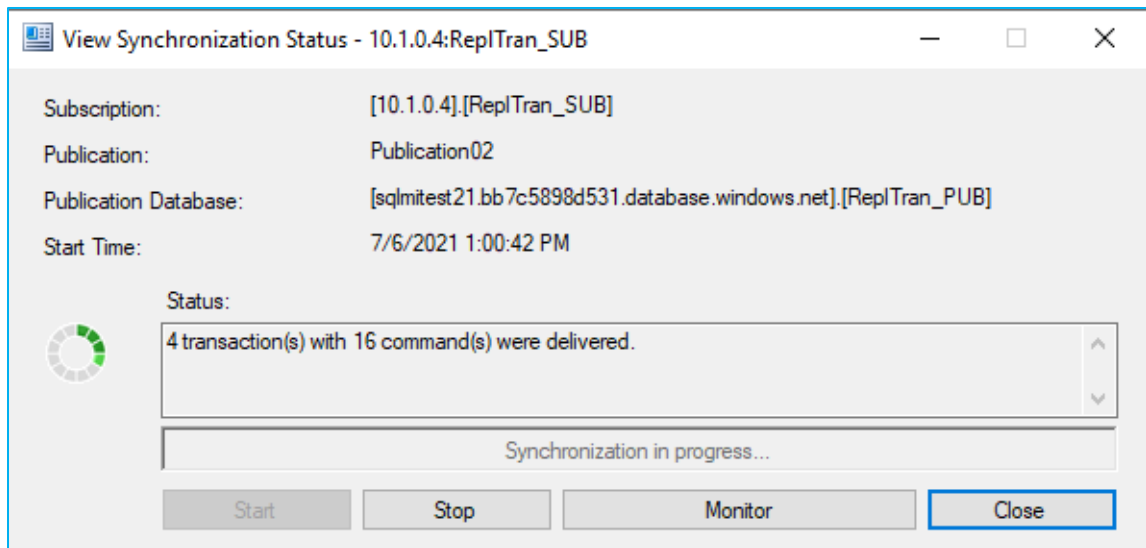 View Synchronization Status - 10.1.0.4:ReplTran_SUB
Subscription: [10.1.0.4].[ReplTran_SUB]
Publication: Publication02
Publication Database: [sqlmitest21.bb7c5898d531.database.windows.net].[ReplTran_PUB]
Start Time: 7/6/2021 1:00:42 PM
Status:
4 transaction(s) with 16 command(s) were delivered.
Synchronization in progress...
Start Stop Monitor Close